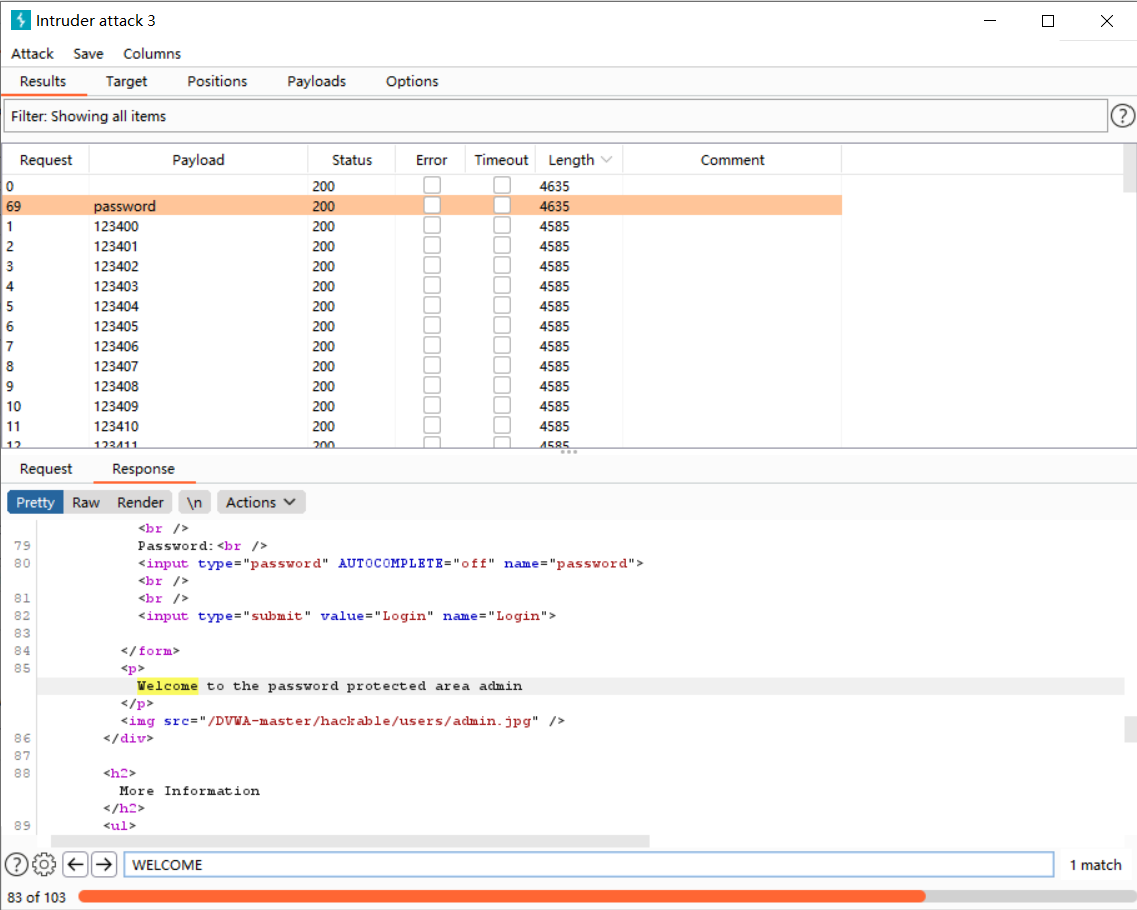 Intruder attack 3
Attack Save Columns
Results Target Positions Payloads Options
Filter: Showing all items
?
Request Payload Status Error Timeout Length Comment
0 200 4635
69 password 200 4635
1 123400 200 4585
2 123401 200 4585
3 123402 200 4585
4 123403 200 4585
5 123404 200 4585
6 123405 200 4585
7 123406 200 4585
8 123407 200 4585
9 123408 200 4585
10 123409 200 4585
11 123410 200 4585
12 123411 200 4585
Request Response
Pretty Raw Render \n Actions
<br />
79 Password:<br />
80 <input type="password" AUTOCOMPLETE="off" name="password">
<br />
81 <br />
82 <input type="submit" value="Login" name="Login">
83
84 </form>
85 <p>
Welcome to the password protected area admin
</p>
<img src="/DVWA-master/hackable/users/admin.jpg" />
86 </div>
87
88 <h2>
More Information
</h2>
89 <ul>
? WELCOME 1 match
83 of 103